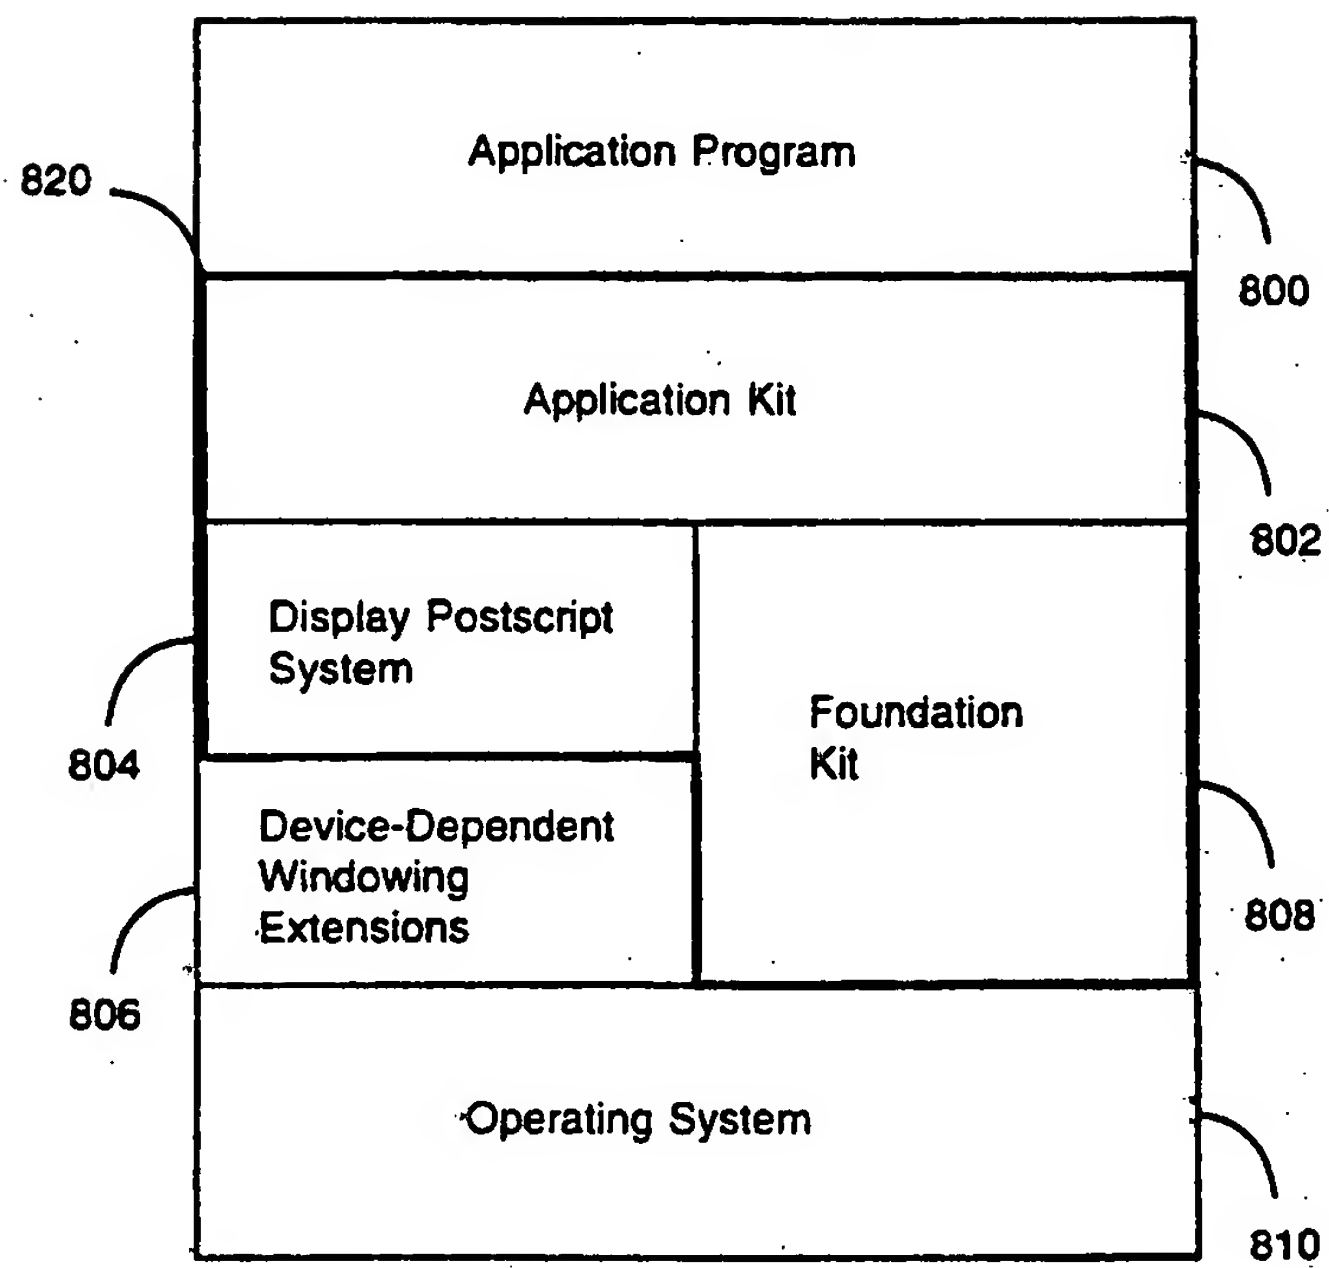 Application Program
820
800
Application Kit
802
Display Postscript
System
804
Foundation
Kit
Device-Dependent
Windowing
Extensions
808
806
Operating System
810